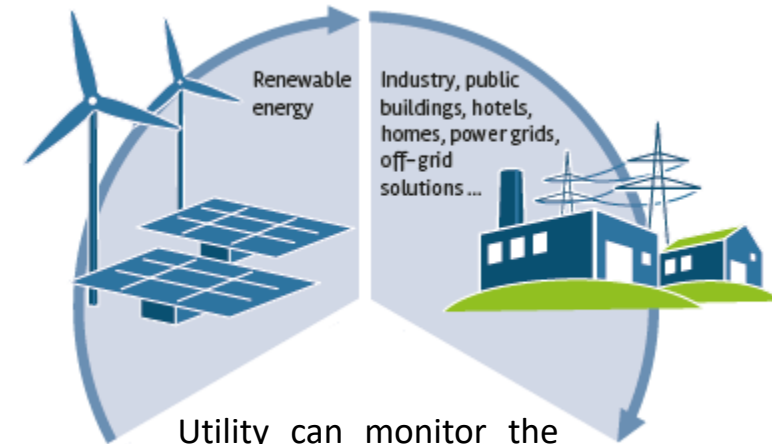 Renewable
energy
Industry, public
buildings, hotels,
homes, power grids,
off-grid
solutions ...
Utility can monitor the